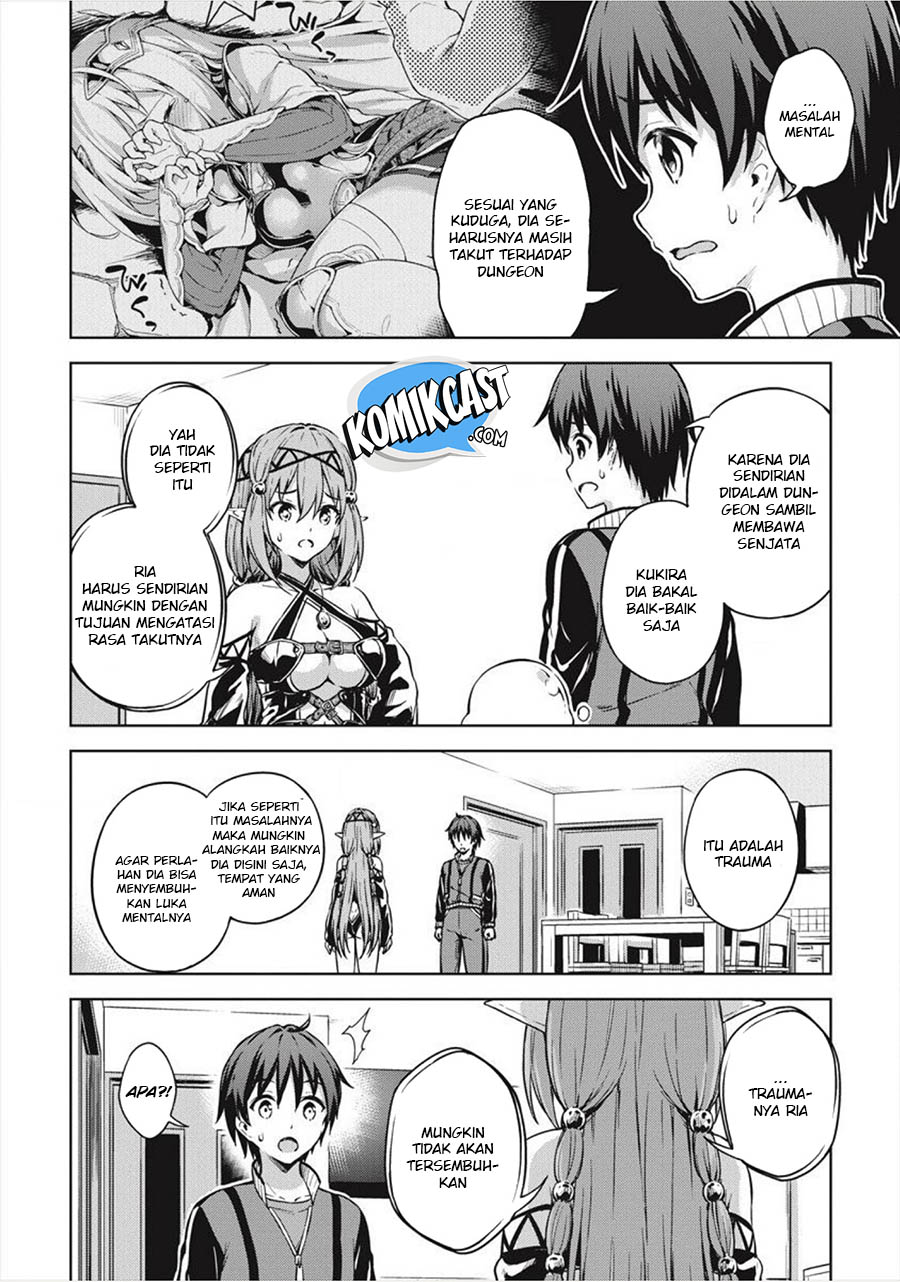 ...
MASALAH
MENTAL
SESUAI YANG
KUDUGA, DIA SE-
HARUSNYA MASIH
TAKUT TERHADAP
DUNGEON
KOMIKCAST
.COM
KARENA DIA
SENDIRIAN
DIDALAM DUN-
GEON SAMBIL
MEMBAWA
SENJATA
KUKIRA
DIA BAKAL
BAIK-BAIK
SAJA
YAH
DIA TIDAK
SEPERTI
ITU
RIA
HARUS SENDIRIAN
MUNGKIN DENGAN
TUJUAN MENGATASI
RASA TAKUTNYA
ITU ADALAH
TRAUMA
JIKA SEPERTI
ITU MASALAHNYA
MAKA MUNGKIN
ALANGKAH BAIKNYA
DIA DISINI SAJA,
TEMPAT YANG
AMAN
AGAR PERLA-
HAN DIA BISA
MENYEMBUH-
KAN LUKA
MENTALNYA
...
TRAUMA-
NYA RIA
MUNGKIN
TIDAK AKAN
TERSEMBUH-
KAN
APA?!